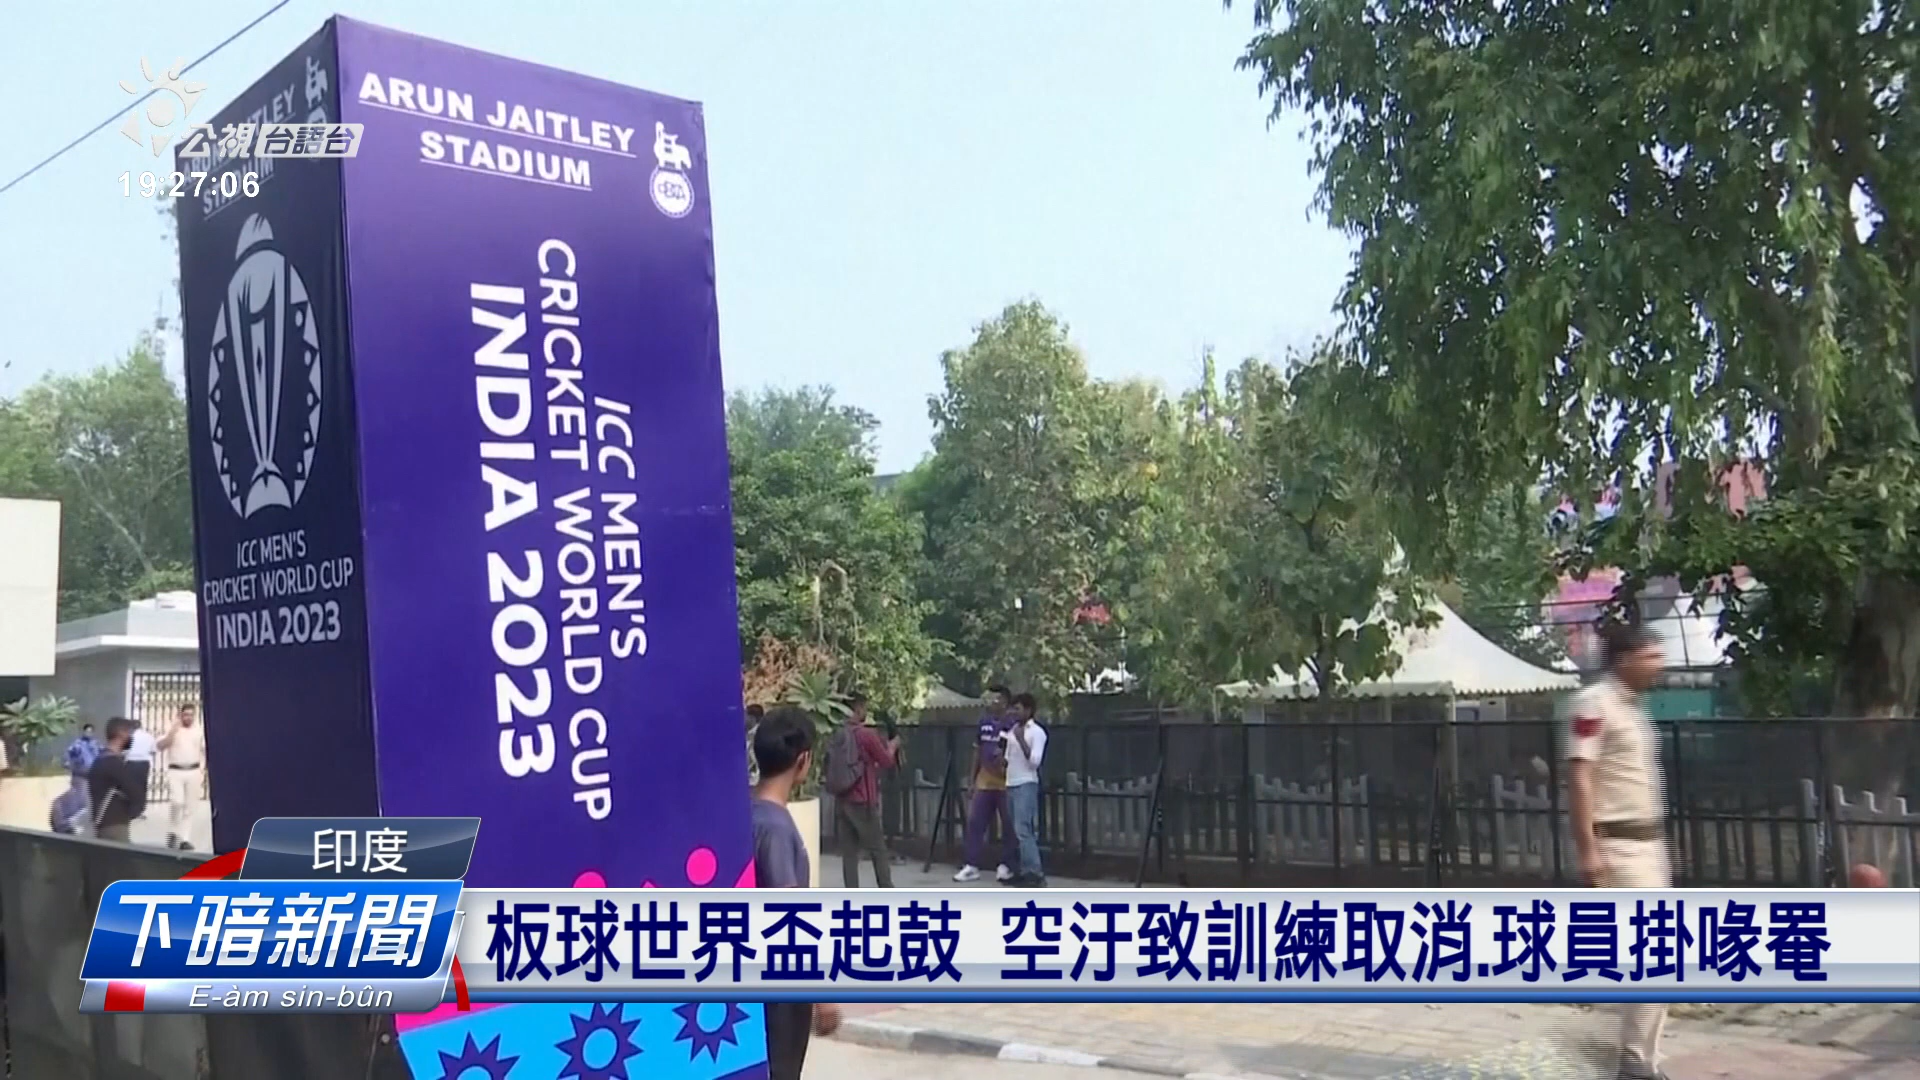 公視台語台
19:27:06
ARUN JAITLEY
STADIUM
ICC MEN'S
CRICKET WORLD CUP
INDIA 2023
ICC MEN'S
CRICKET WORLD CUP
INDIA 2023
印度
下暗新聞
E-àm sin-bûn
板球世界盃起鼓 空汙致訓練取消.球員掛喙罨